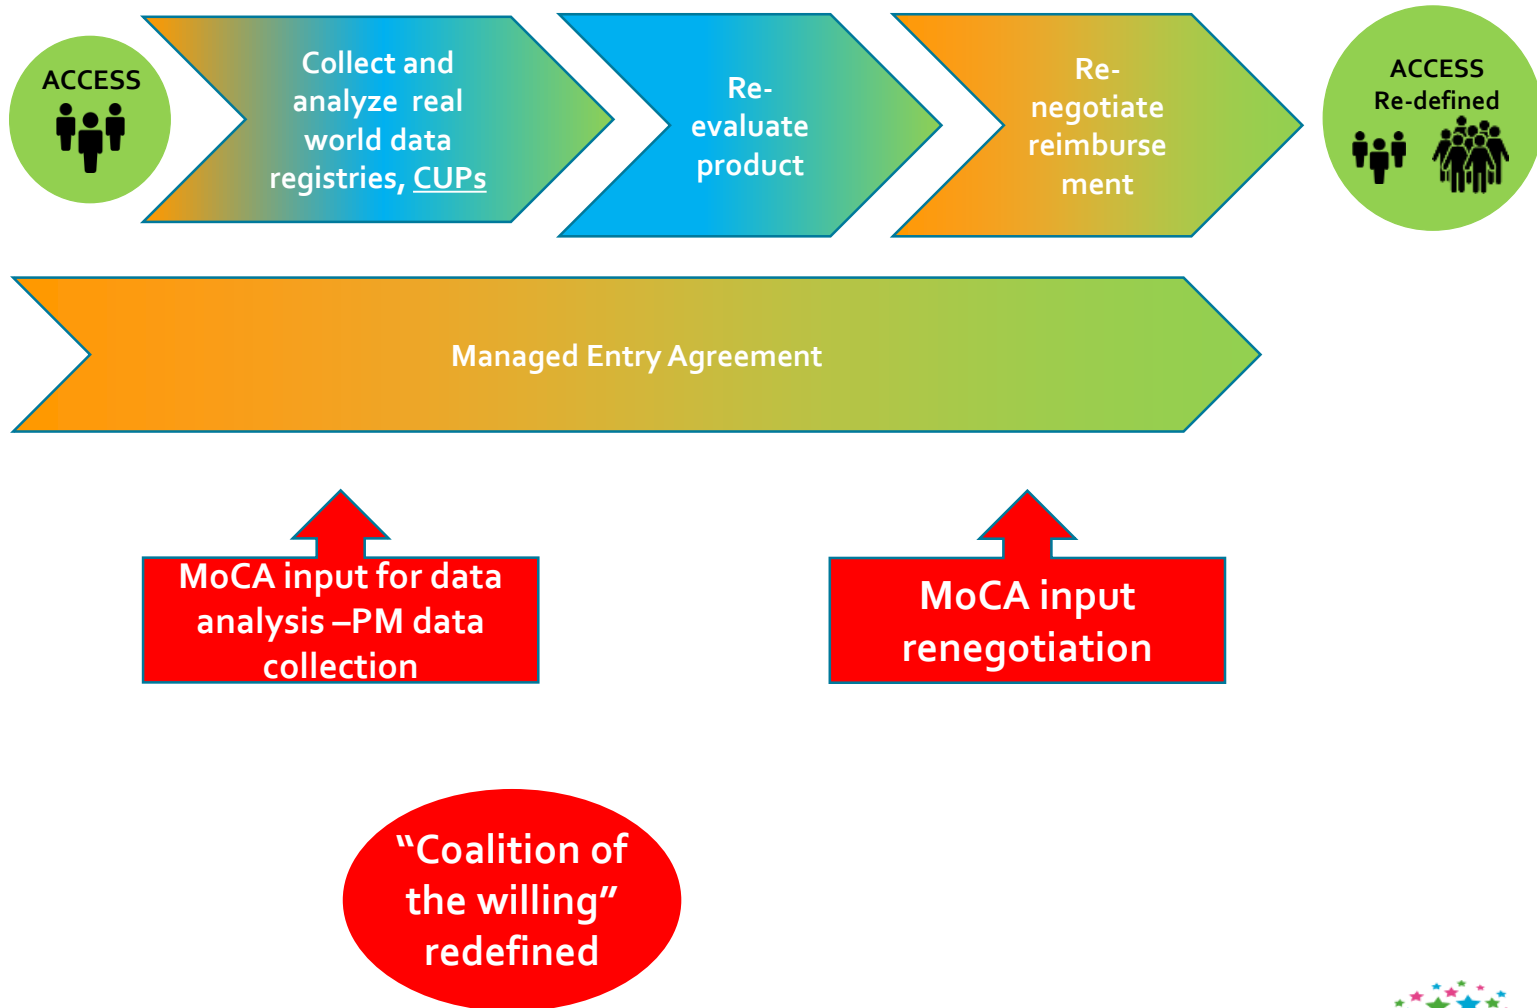 ACCESS
Collect and
analyze real
world data
registries, CUPs
Re-
evaluate
product
Re-
negotiate
reimburse
ment
ACCESS
Re-defined
Managed Entry Agreement
MoCA input for data
analysis –PM data
collection
MoCA input
renegotiation
“Coalition of
the willing”
redefined